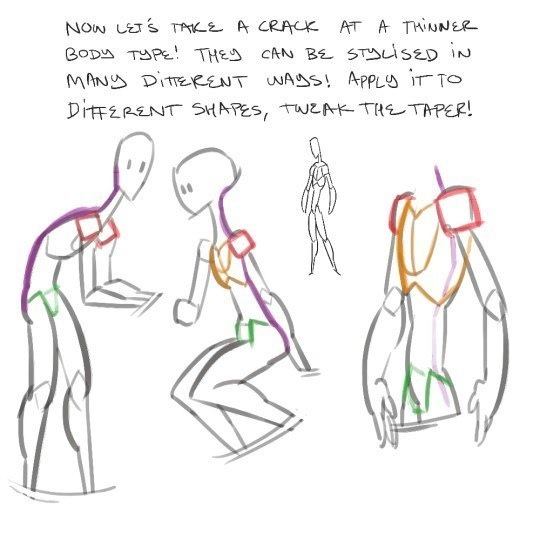 NOW LET'S TAKE A CRACK AT A THINNER
BODY TYPE! THEY CAN BE STYLISED IN
MANY DIFFERENT WAYS! APPLY IT TO
DIFFERENT SHAPES, TWEAK THE TAPER!